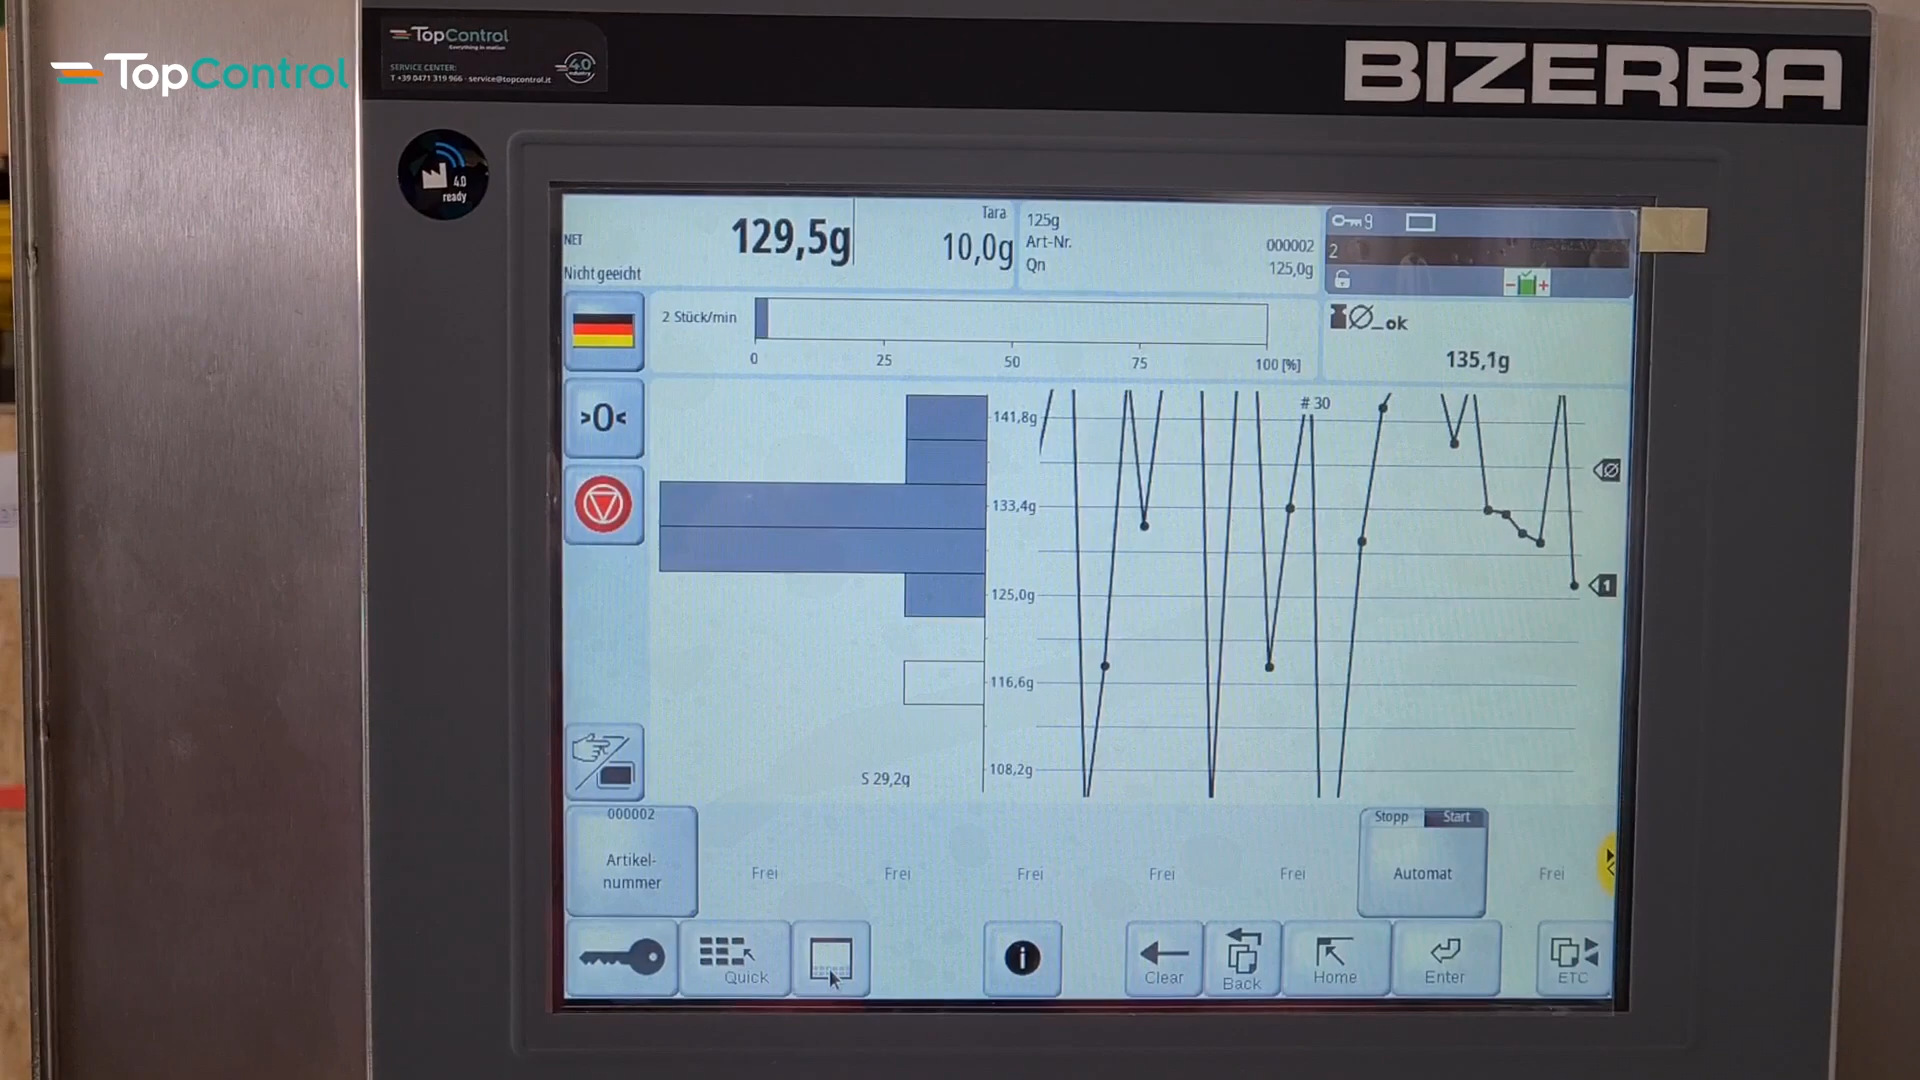 TopControl
TopControl
Everything in motion
SERVICE CENTER:
T +39 0471 319 966 - service@topcontrol.it
4.0
industry
BIZERBA
4.0
ready
NET
129,5g
Nicht geeicht
Tara
10,0g
125g
Art-Nr.
000002
Qn
125,0g
9
2
2 Stück/min
0
25
50
75
100 [%]
Ø_ok
135,1g
>0<
141,8g
133,4g
125,0g
116,6g
108,2g
S 29,2g
# 30
Ø
1
000002
Artikel-
nummer
Frei
Frei
Frei
Frei
Frei
Stopp
Start
Automat
Frei
Quick
i
Clear
Back
Home
Enter
ETC